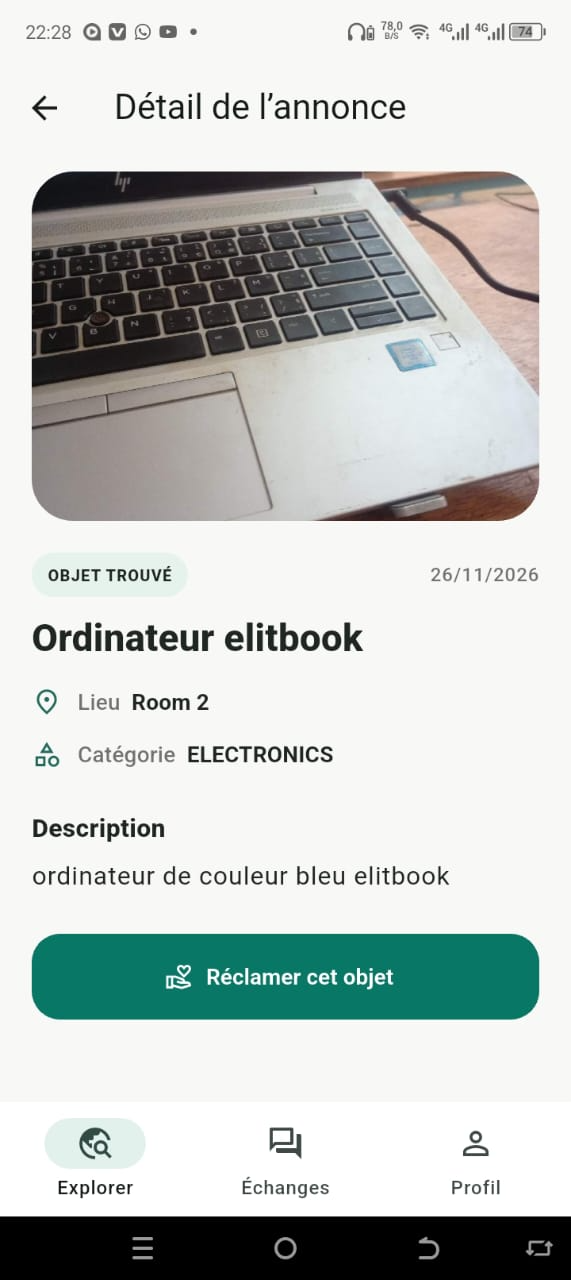 22:28
78,0
B/S
4G
4G
74
Détail de l’annonce
hp
OBJET TROUVÉ
26/11/2026
Ordinateur elitbook
Lieu Room 2
Catégorie ELECTRONICS
Description
ordinateur de couleur bleu elitbook
Réclamer cet objet
Explorer
Échanges
Profil